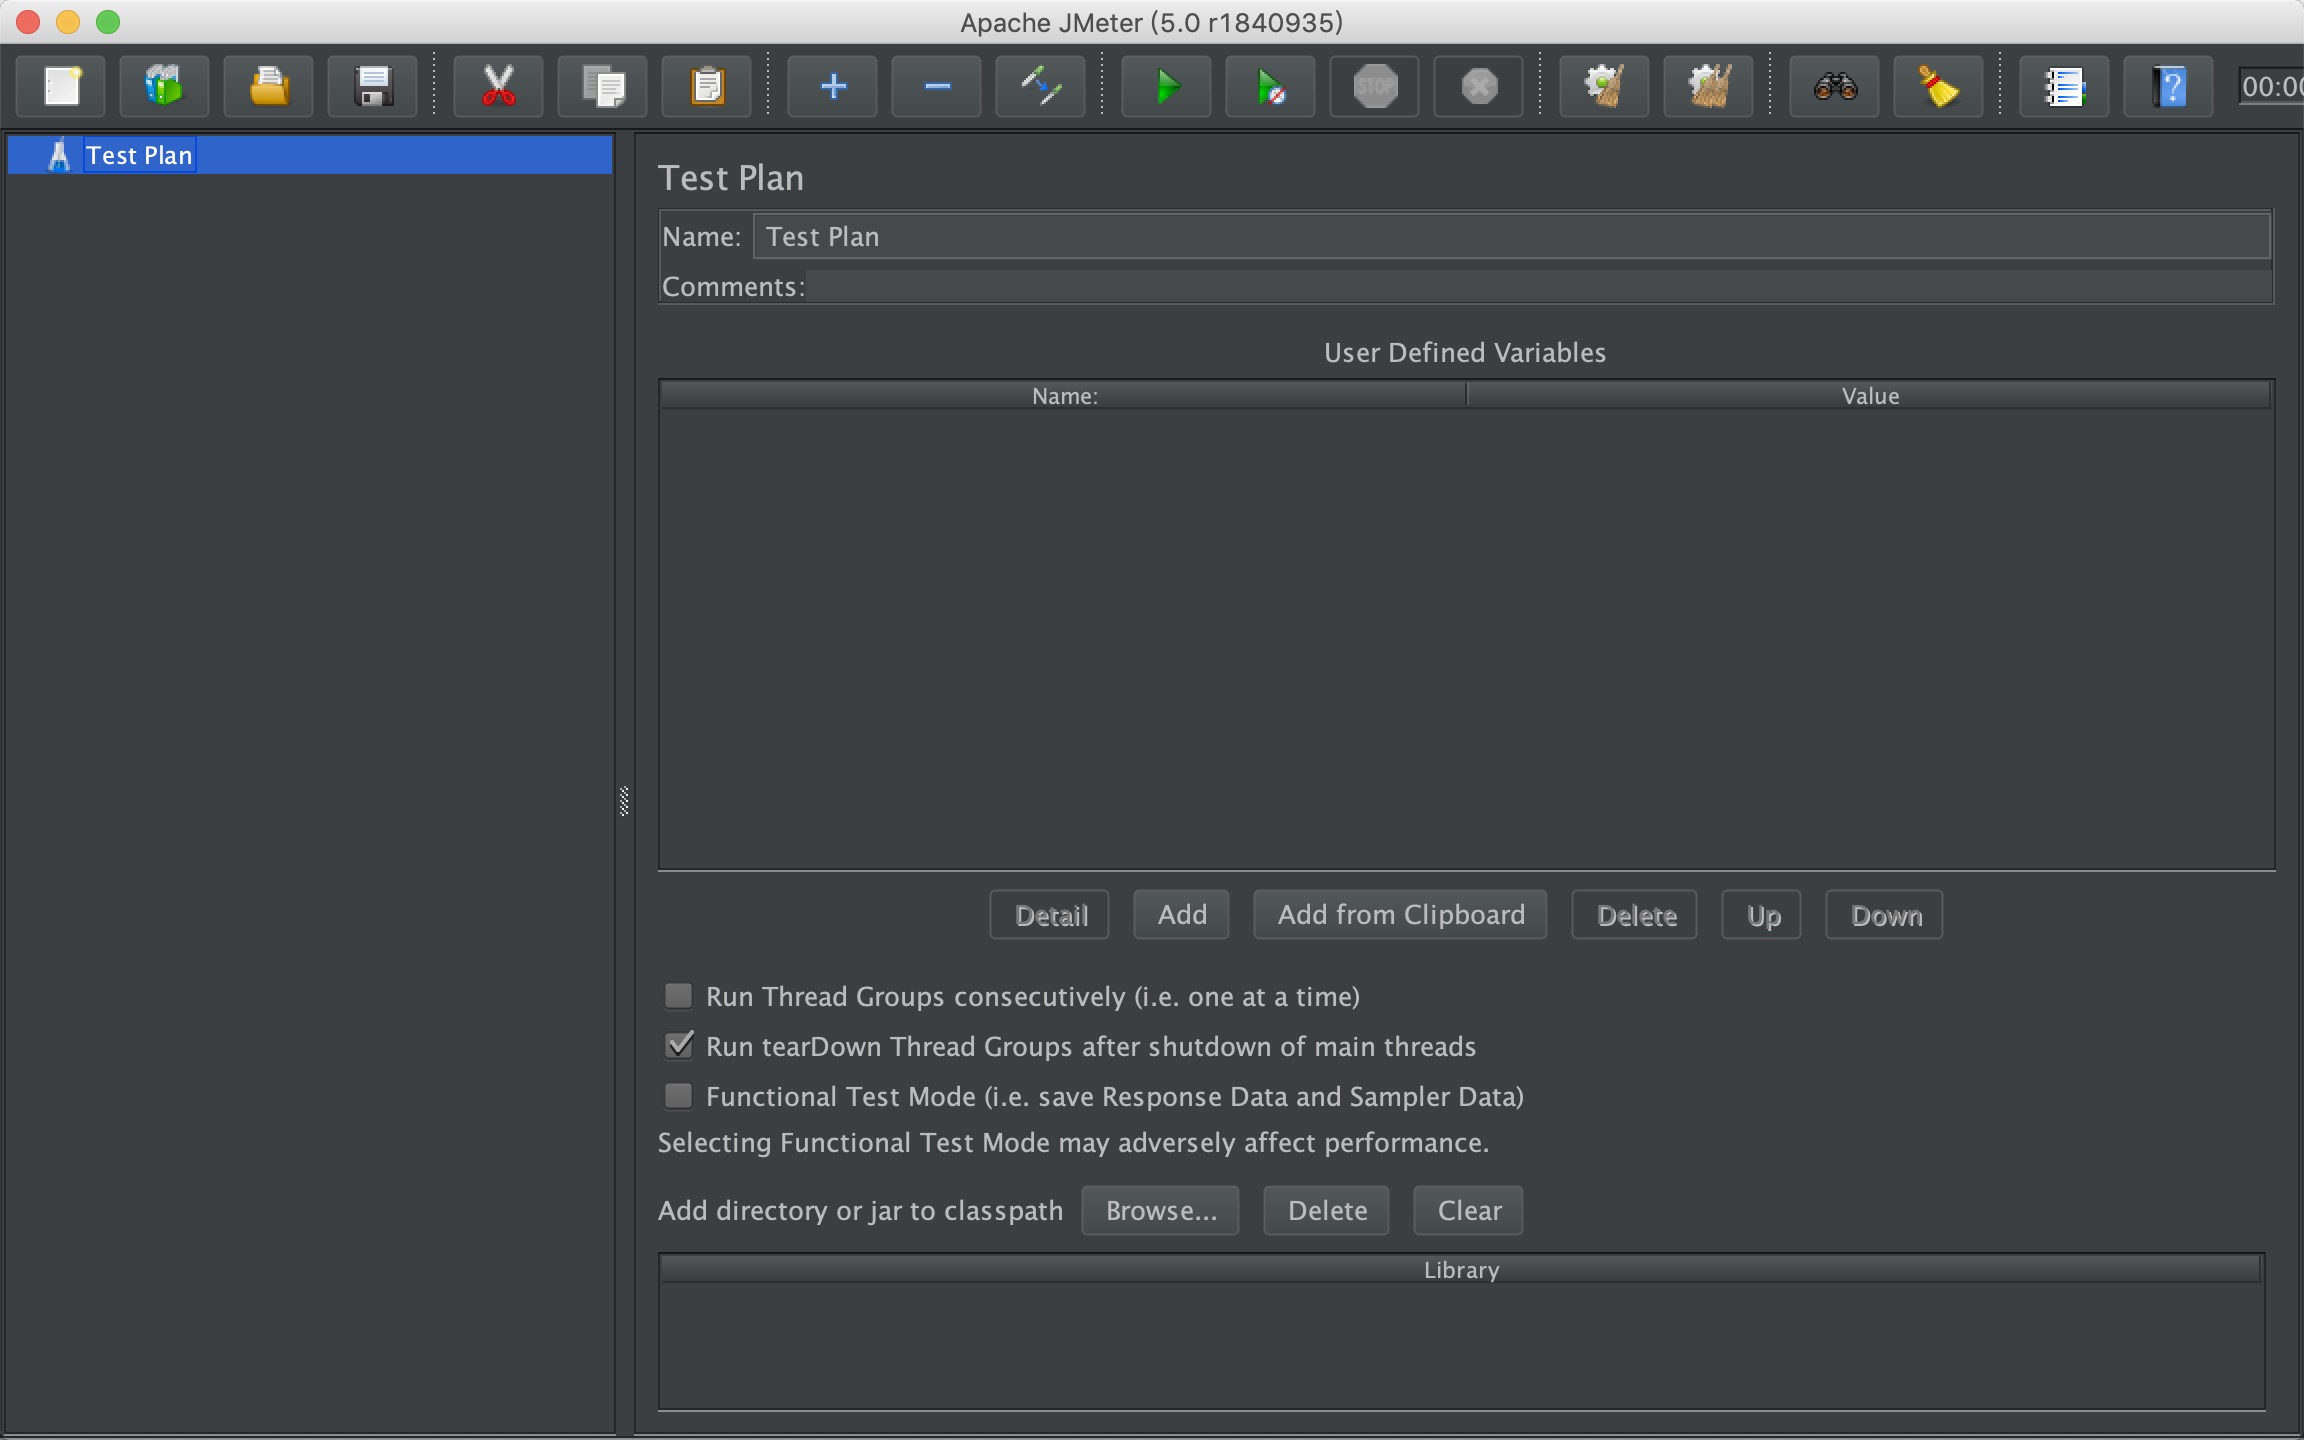 Apache JMeter (5.0 r1840935)
STOP
?
00:00
Test Plan
Test Plan
Name: Test Plan
Comments:
User Defined Variables
Name: Value
Detail Add Add from Clipboard Delete Up Down
Run Thread Groups consecutively (i.e. one at a time)
Run tearDown Thread Groups after shutdown of main threads
Functional Test Mode (i.e. save Response Data and Sampler Data)
Selecting Functional Test Mode may adversely affect performance.
Add directory or jar to classpath Browse... Delete Clear
Library